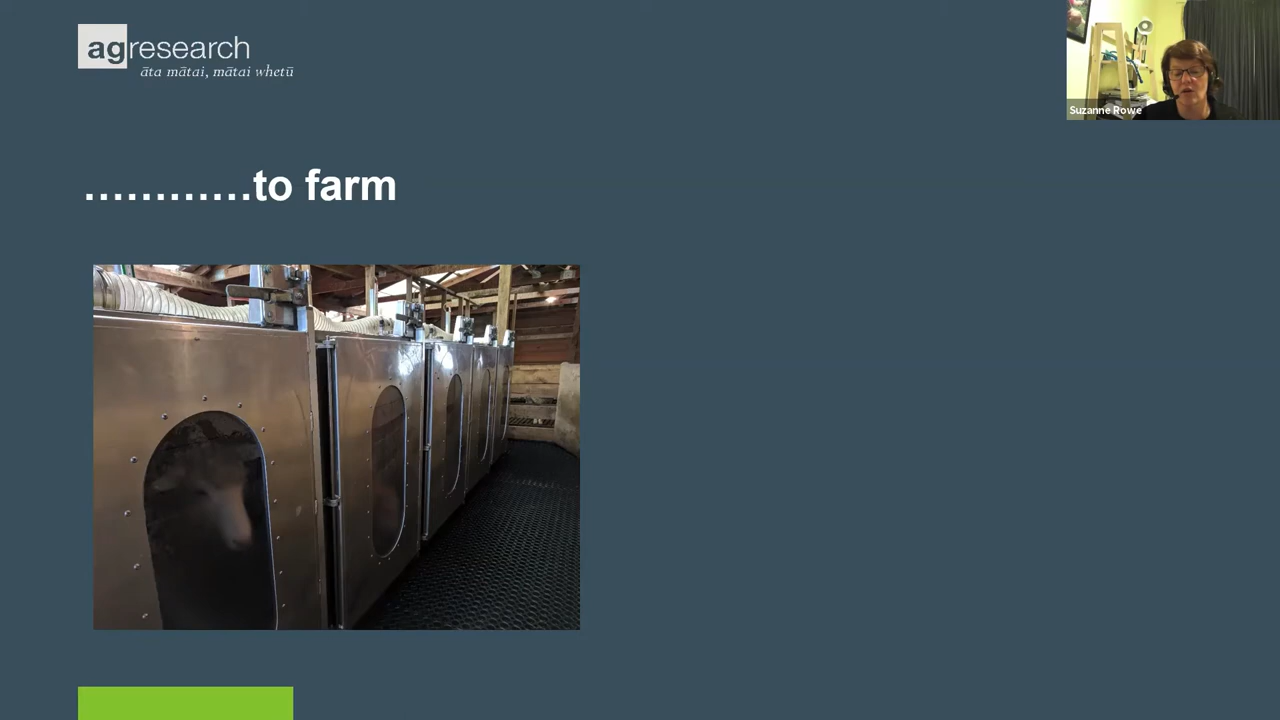 agresearch
āta mātai, mātai whetū
Suzanne Rowe
…………to farm